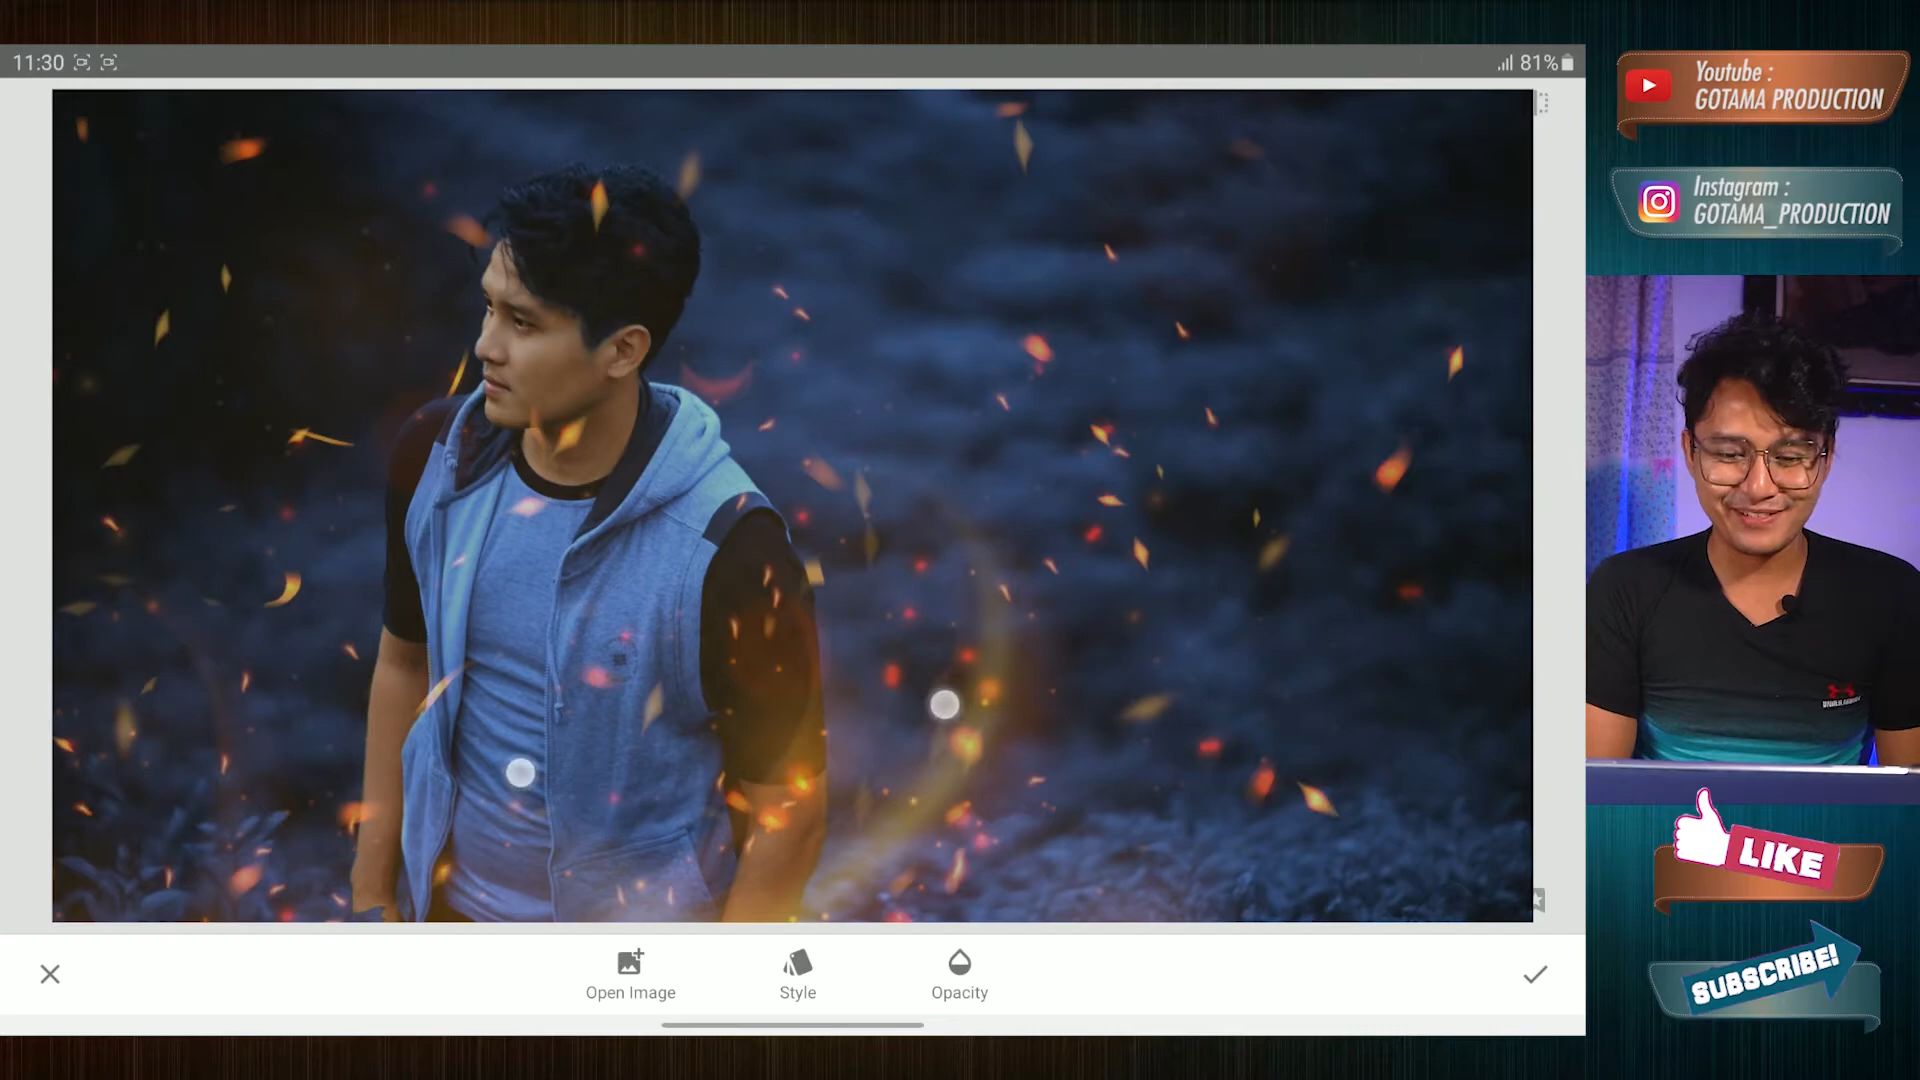 11:30
81%
Youtube :
GOTAMA PRODUCTION
Instagram :
GOTAMA_PRODUCTION
LIKE
SUBSCRIBE!
Open Image
Style
Opacity